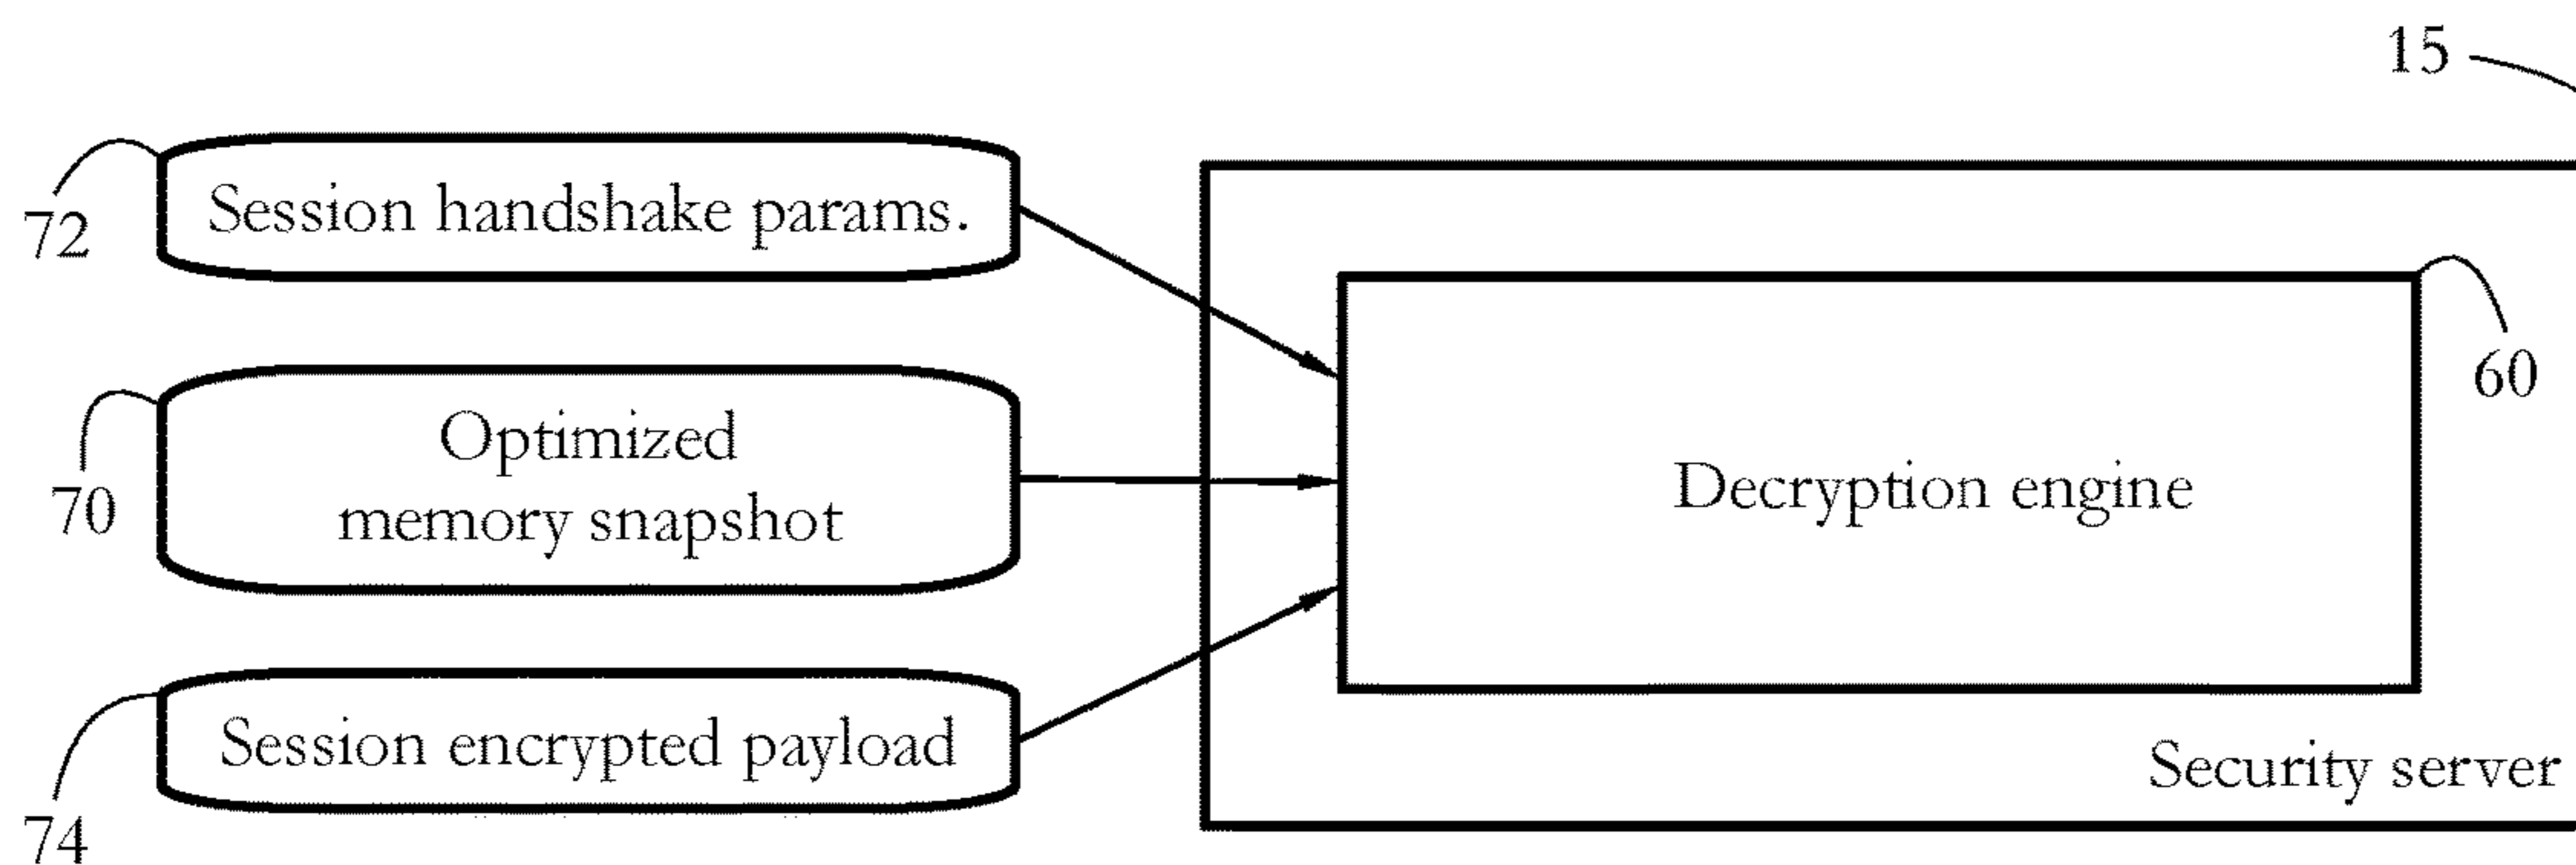 15
72
Session handshake params.
60
70
Optimized
memory snapshot
Decryption engine
74
Session encrypted payload
Security server